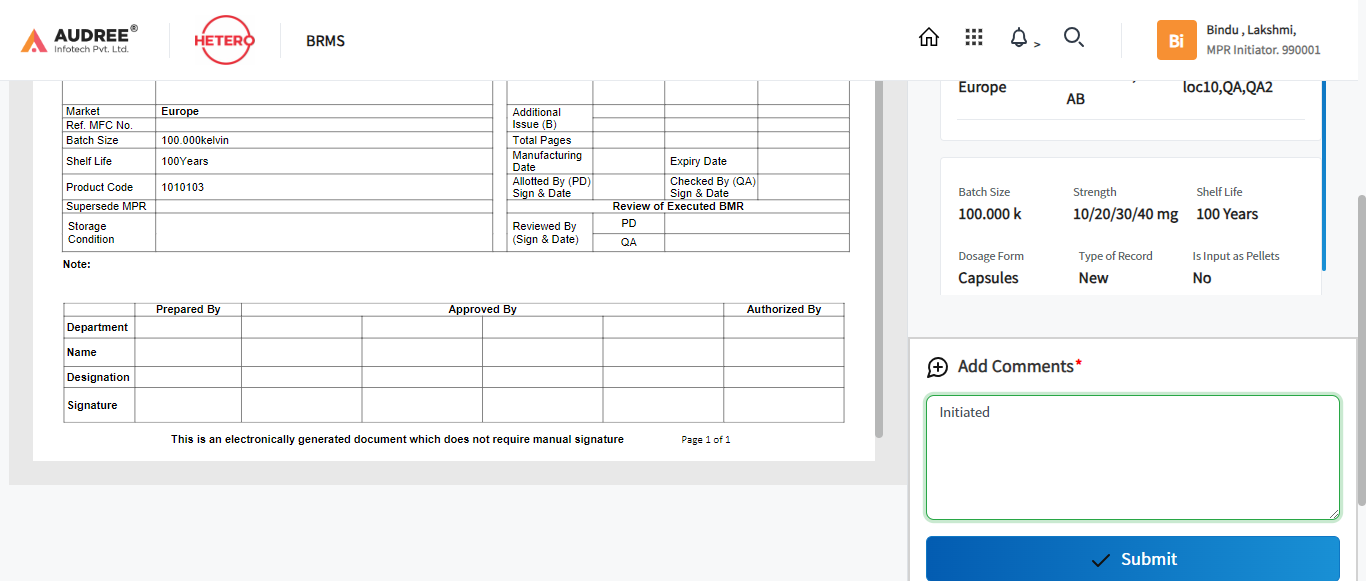 AUDREE®
Infotech Pvt. Ltd.
HETERO
BRMS
>
Bi
Bindu , Lakshmi,
MPR Initiator. 990001
Market Europe
Ref. MFC No.
Batch Size 100.000kelvin
Shelf Life 100Years
Product Code 1010103
Supersede MPR
Storage
Condition
Additional
Issue (B)
Total Pages
Manufacturing
Date
Expiry Date
Allotted By (PD)
Sign & Date
Checked By (QA)
Sign & Date
Review of Executed BMR
Reviewed By
(Sign & Date)
PD
QA
Note:
Prepared By Approved By Authorized By
Department
Name
Designation
Signature
This is an electronically generated document which does not require manual signature Page 1 of 1
Europe
AB
loc10,QA,QA2
Batch Size Strength Shelf Life
100.000 k 10/20/30/40 mg 100 Years
Dosage Form Type of Record Is Input as Pellets
Capsules New No
Add Comments*
Initiated
Submit